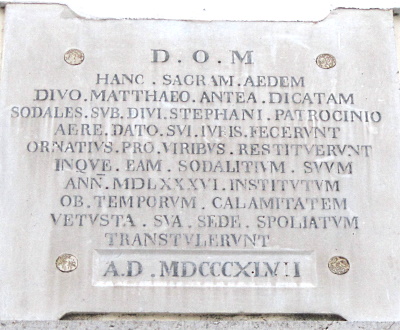 D.O.M
HANC . SACRAM . AEDEM
DIVO . MATTHAEO . ANTEA . DICATAM
SODALES . SVB . DIVI . STEPHANI . PATROCINIO
AERE . DATO . SVI . IVRIS . FECERVNT
ORNATIVS . PRO . VIRIBVS . RESTITVERVNT
INQVE . EAM . SODALITIVM . SVVM
ANN . MDLXXXVI . INSTITVTVM
OB . TEMPORVM . CALAMITATEM
VETVSTA . SVA . SEDE . SPOLIATVM
TRANSTVLERVNT
A.D.